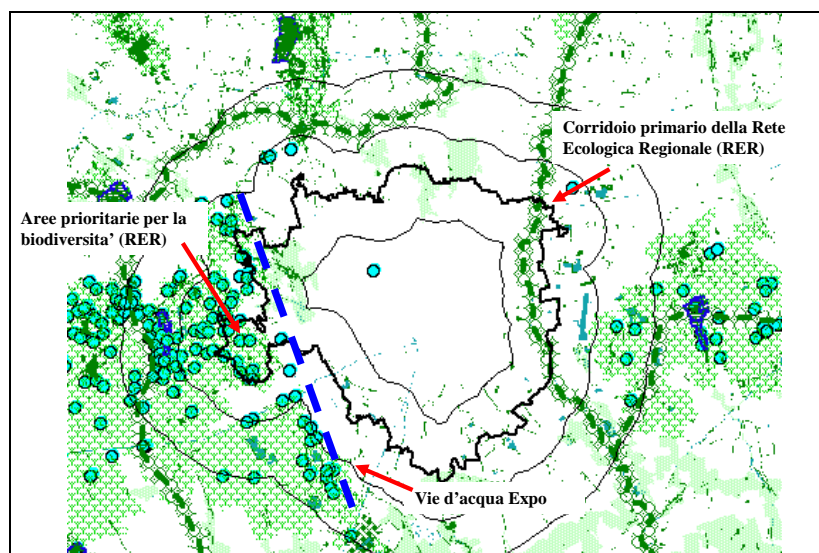 Corridoio primario della Rete
Ecologica Regionale (RER)
Aree prioritarie per la
biodiversita' (RER)
Vie d'acqua Expo